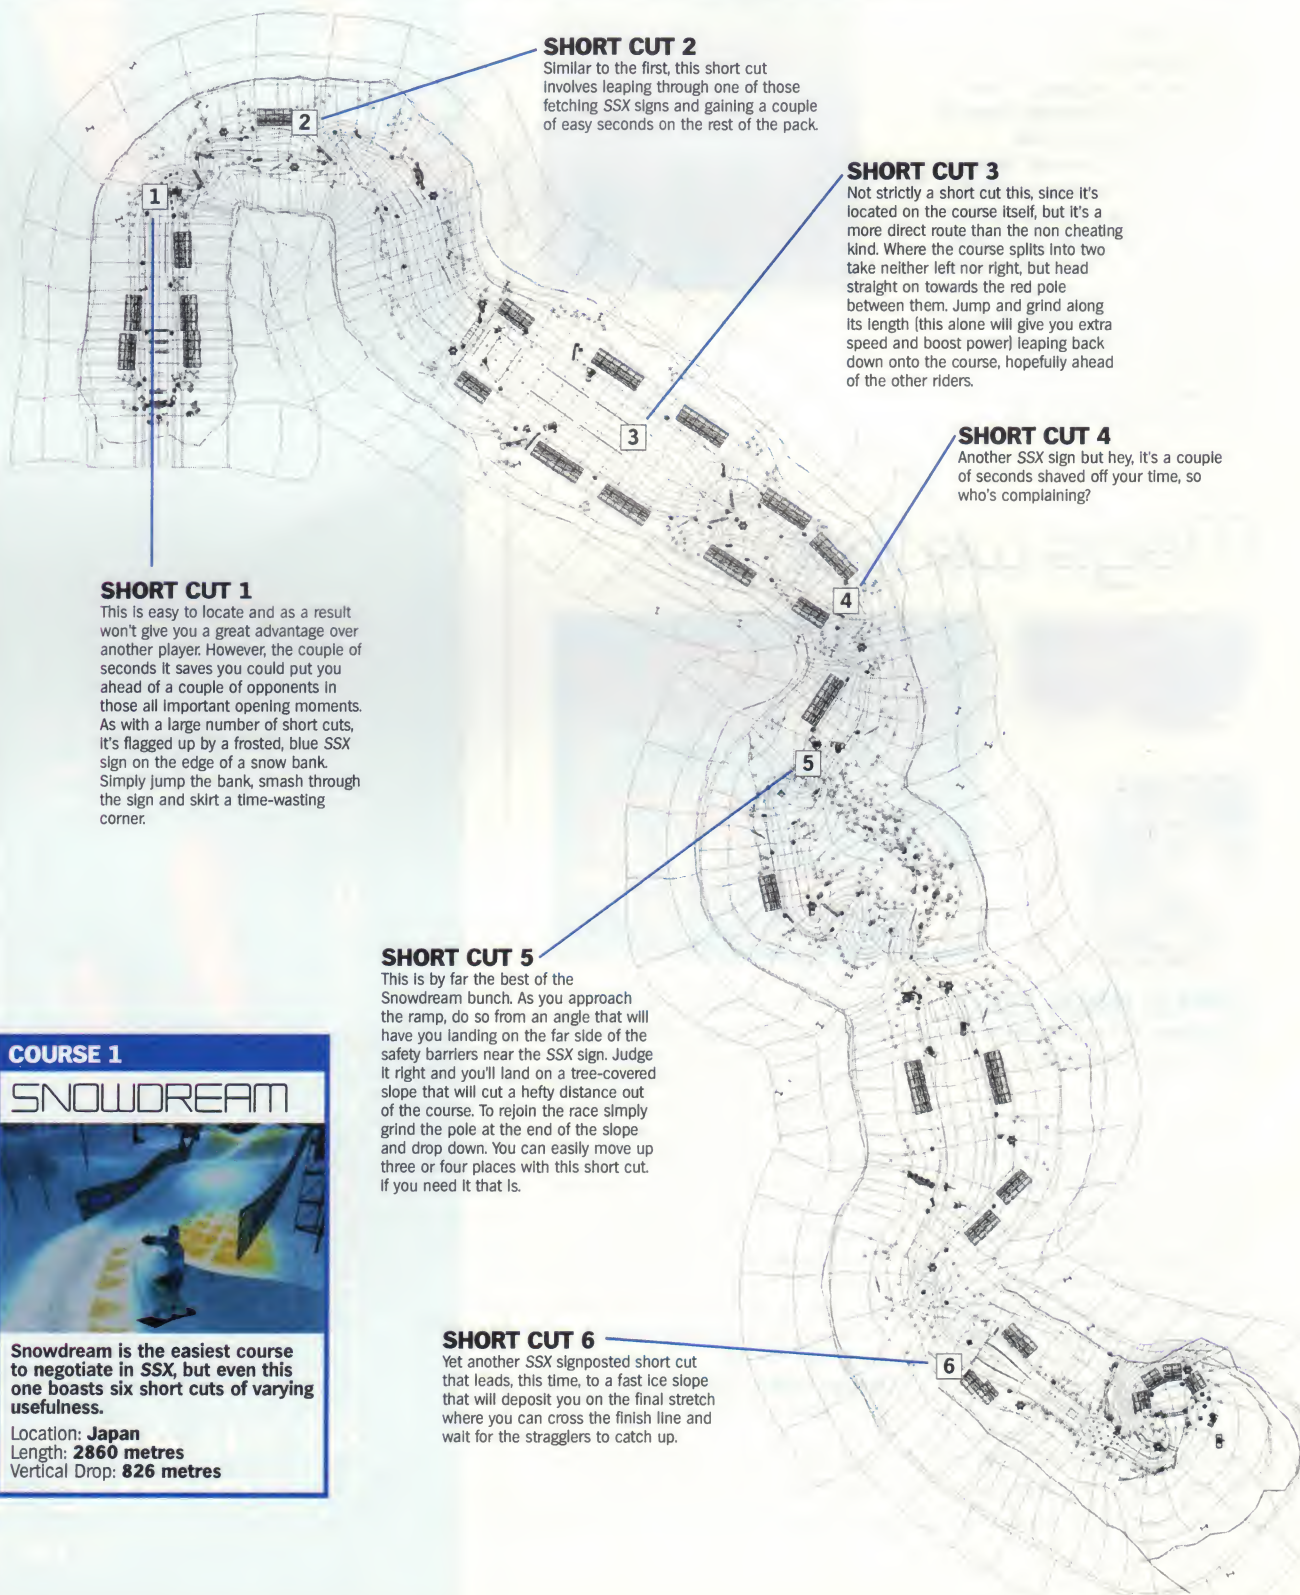 SHORT CUT 2
Similar to the first, this short cut
involves leaping through one of those
fetching SSX signs and gaining a couple
of easy seconds on the rest of the pack.
SHORT CUT 3
Not strictly a short cut this, since it's
located on the course itself, but it's a
more direct route than the non cheating
kind. Where the course splits into two
take neither left nor right, but head
straight on towards the red pole
between them. Jump and grind along
its length (this alone will give you extra
speed and boost power) leaping back
down onto the course, hopefully ahead
of the other riders.
SHORT CUT 4
Another SSX sign but hey, it's a couple
of seconds shaved off your time, so
who's complaining?
SHORT CUT 1
This is easy to locate and as a result
won't give you a great advantage over
another player. However, the couple of
seconds it saves you could put you
ahead of a couple of opponents in
those all important opening moments.
As with a large number of short cuts,
it's flagged up by a frosted, blue SSX
sign on the edge of a snow bank.
Simply jump the bank, smash through
the sign and skirt a time-wasting
corner.
SHORT CUT 5
This is by far the best of the
Snowdream bunch. As you approach
the ramp, do so from an angle that will
have you landing on the far side of the
safety barriers near the SSX sign. Judge
it right and you'll land on a tree-covered
slope that will cut a hefty distance out
of the course. To rejoin the race simply
grind the pole at the end of the slope
and drop down. You can easily move up
three or four places with this short cut.
If you need it that is.
COURSE 1
SNOWDREAM
Snowdream is the easiest course
to negotiate in SSX, but even this
one boasts six short cuts of varying
usefulness.
Location: Japan
Length: 2860 metres
Vertical Drop: 826 metres
SHORT CUT 6
Yet another SSX signposted short cut
that leads, this time, to a fast ice slope
that will deposit you on the final stretch
where you can cross the finish line and
wait for the stragglers to catch up.
1
2
3
4
5
6